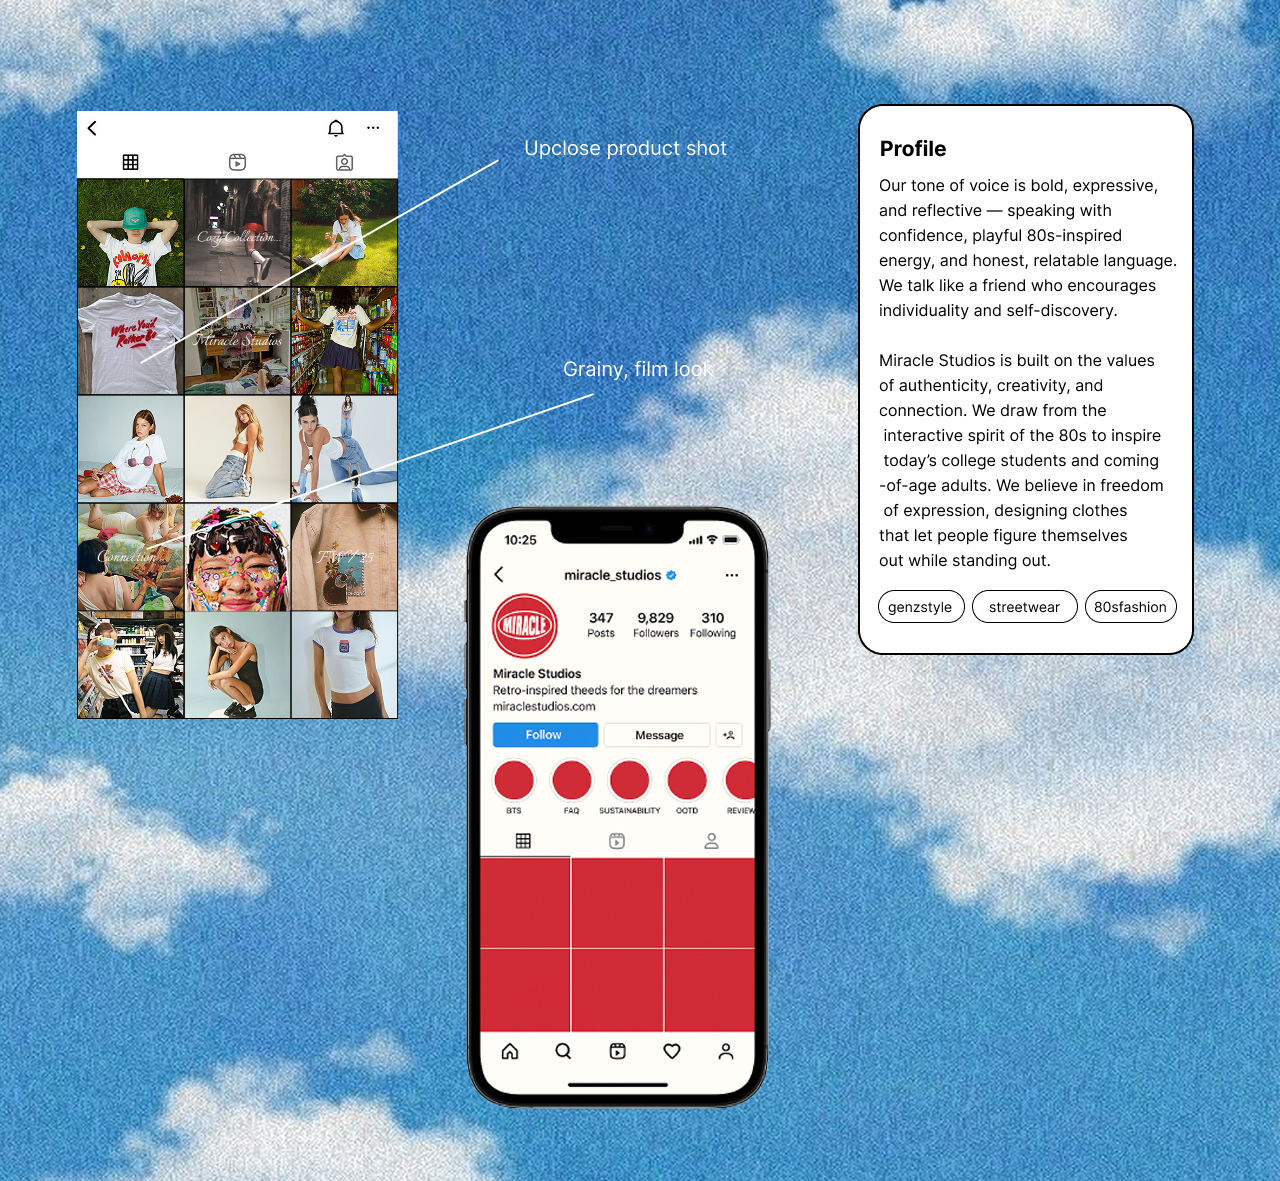 Upclose product shot
Cozy Collection...
Where You'd
Rather Be
Miracle Studios
Grainy, film look
Connection...
F/W 25
10:25
miracle_studios
MIRACLE
347
9,829
310
Posts
Followers
Following
Miracle Studios
Retro-inspired theeds for the dreamers
miraclestudios.com
Follow
Message
BTS
FAQ
SUSTAINABILITY
OOTD
REVIEW
Profile
Our tone of voice is bold, expressive,
and reflective — speaking with
confidence, playful 80s-inspired
energy, and honest, relatable language.
We talk like a friend who encourages
individuality and self-discovery.
Miracle Studios is built on the values
of authenticity, creativity, and
connection. We draw from the
interactive spirit of the 80s to inspire
today’s college students and coming
-of-age adults. We believe in freedom
of expression, designing clothes
that let people figure themselves
out while standing out.
genzstyle
streetwear
80sfashion